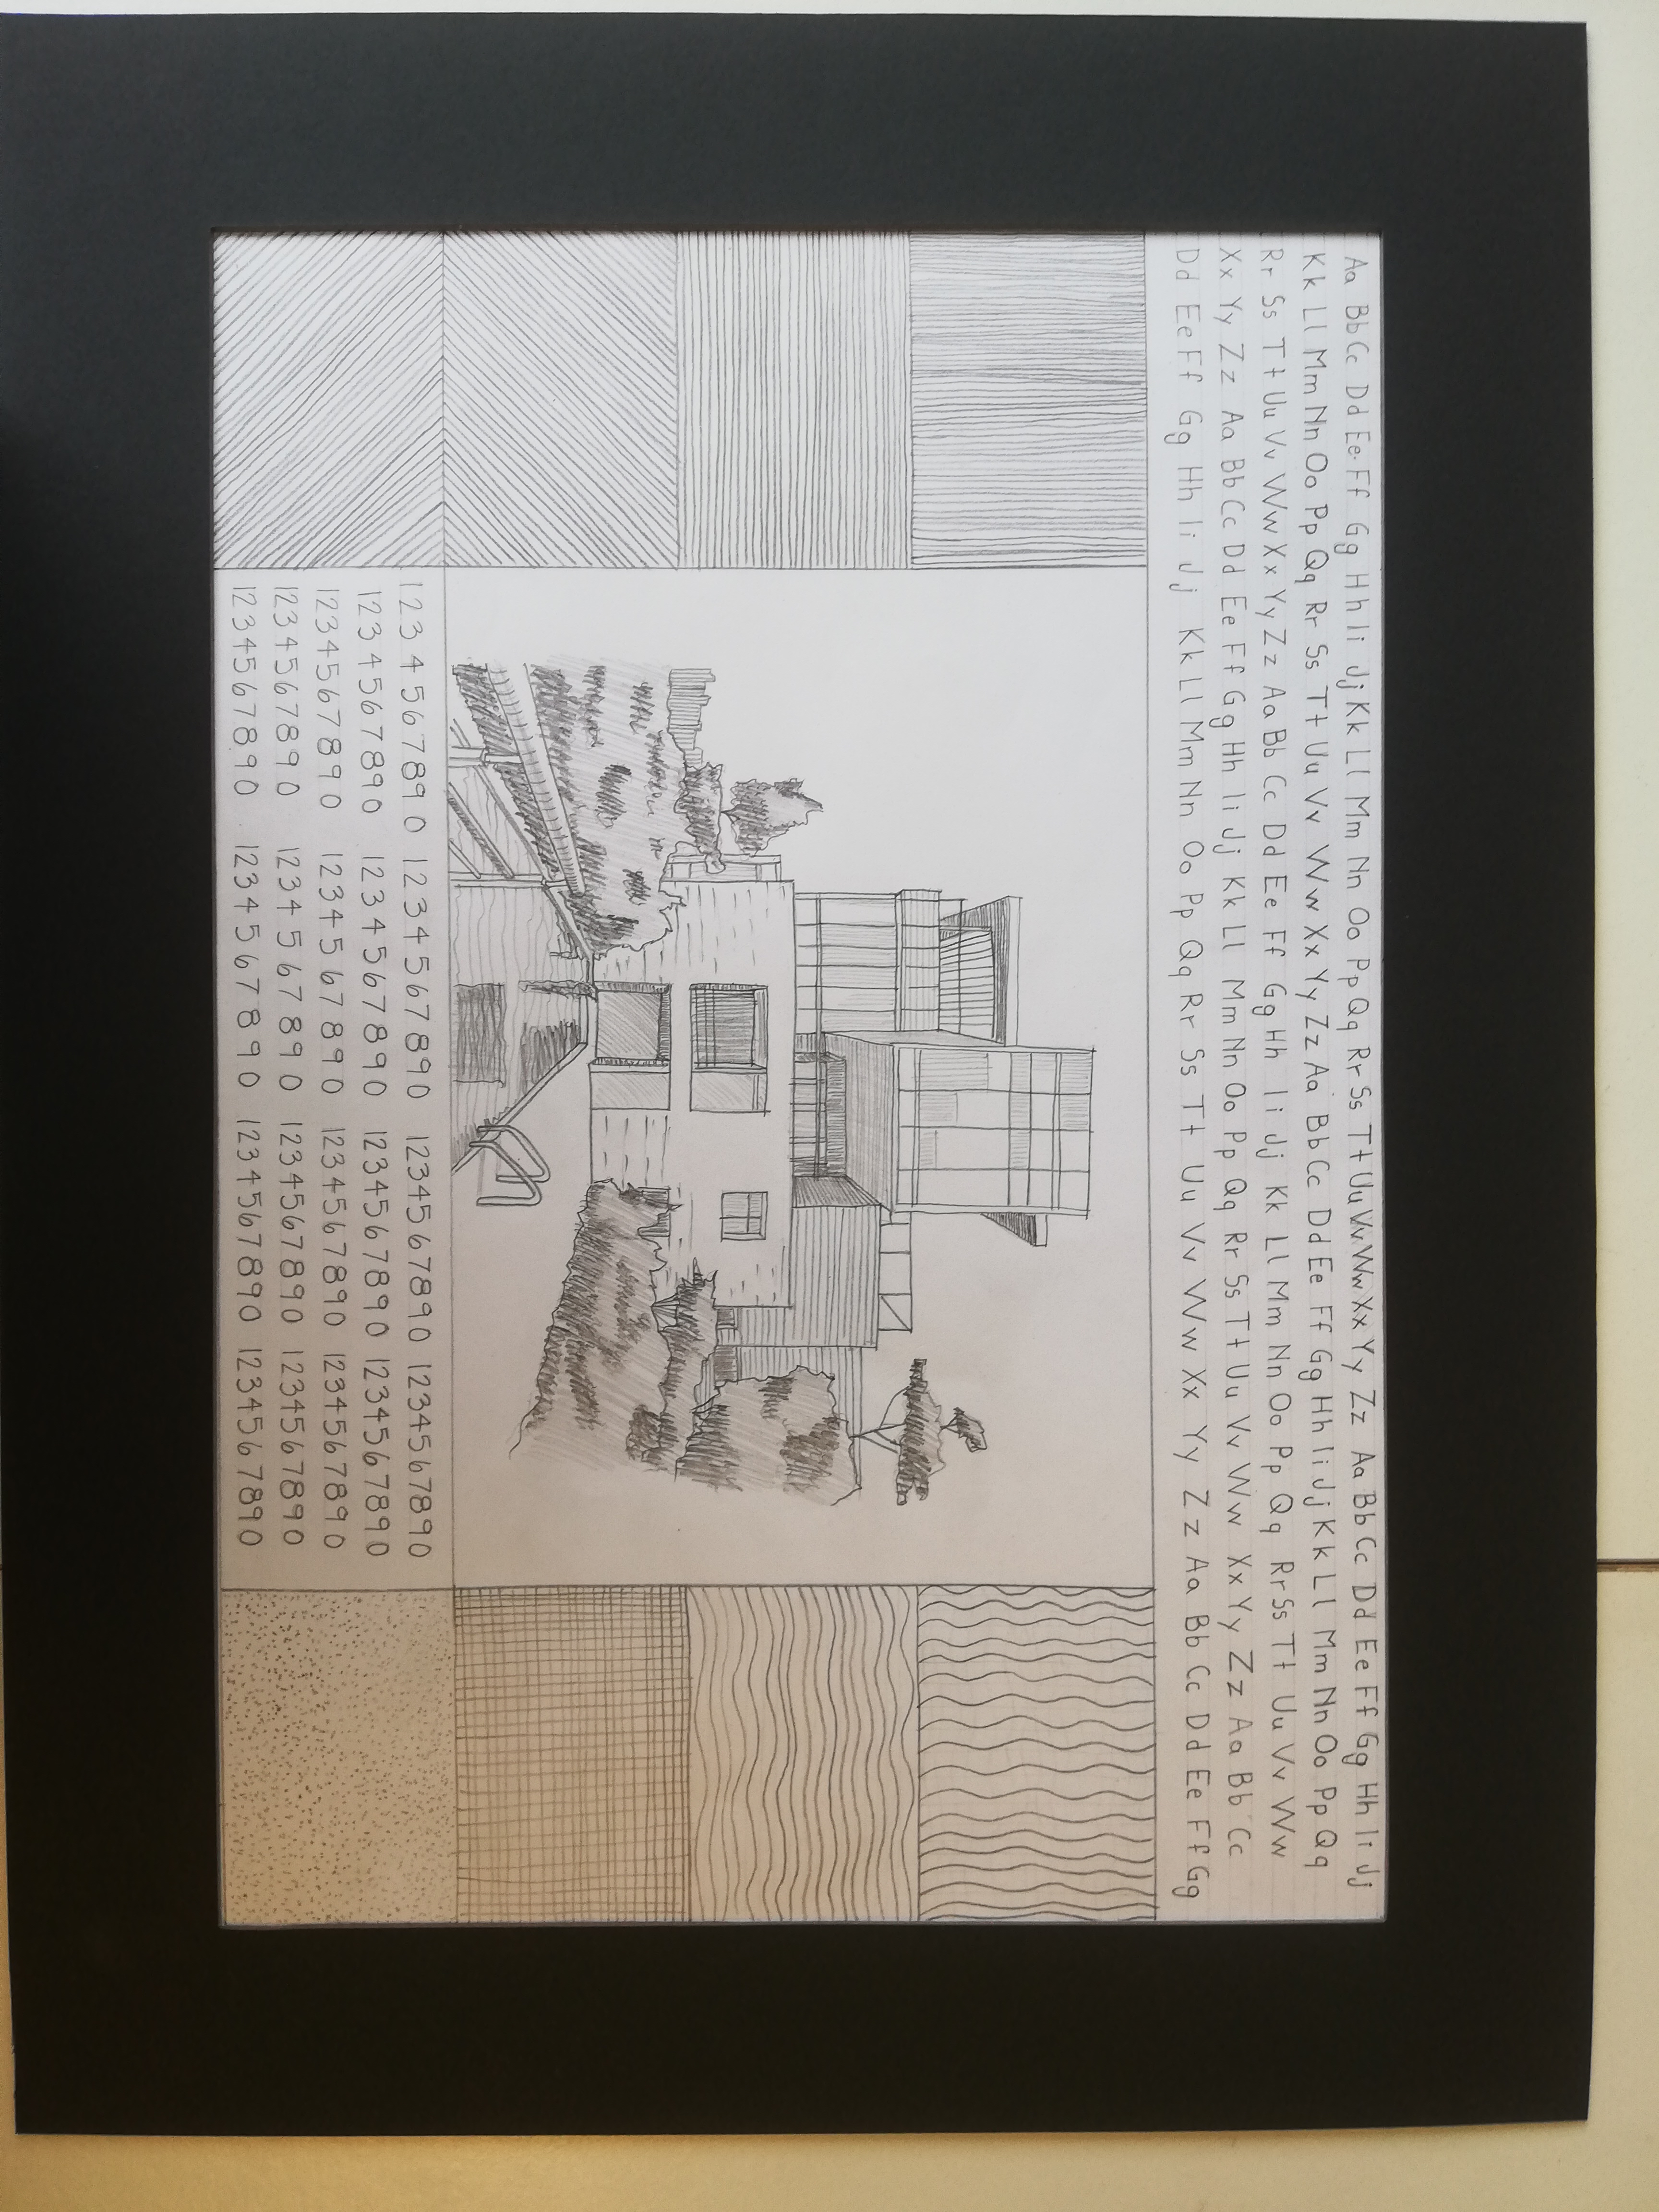 Aa Bb Cc Dd Ee Ff Gg Hh Ii Jj Kk Ll Mm Nn Oo Pp Qq Rr Ss Tt Uu Vv Ww Xx Yy Zz Aa Bb Cc Dd Ee Ff Gg Hh Ii Jj
Kk Ll Mm Nn Oo Pp Qq Rr Ss Tt Uu Vv Ww Xx Yy Zz Aa Bb Cc Dd Ee Ff Gg Hh Ii Jj Kk Ll Mm Nn Oo Pp Qq
Rr Ss Tt Uu Vv Ww Xx Yy Zz Aa Bb Cc Dd Ee Ff Gg Hh Ii Jj Kk Ll Mm Nn Oo Pp Qq Rr Ss Tt Uu Vv Ww
Xx Yy Zz Aa Bb Cc Dd Ee Ff Gg Hh Ii Jj Kk Ll Mm Nn Oo Pp Qq Rr Ss Tt Uu Vv Ww Xx Yy Zz Aa Bb Cc
Dd Ee Ff Gg Hh Ii Jj Kk Ll Mm Nn Oo Pp Qq Rr Ss Tt Uu Vv Ww Xx Yy Zz Aa Bb Cc Dd Ee Ff Gg
1234567890 1234567890 1234567890 1234567890
1234567890 1234567890 1234567890 1234567890
1234567890 1234567890 1234567890 1234567890
1234567890 1234567890 1234567890 1234567890
1234567890 1234567890 1234567890 1234567890